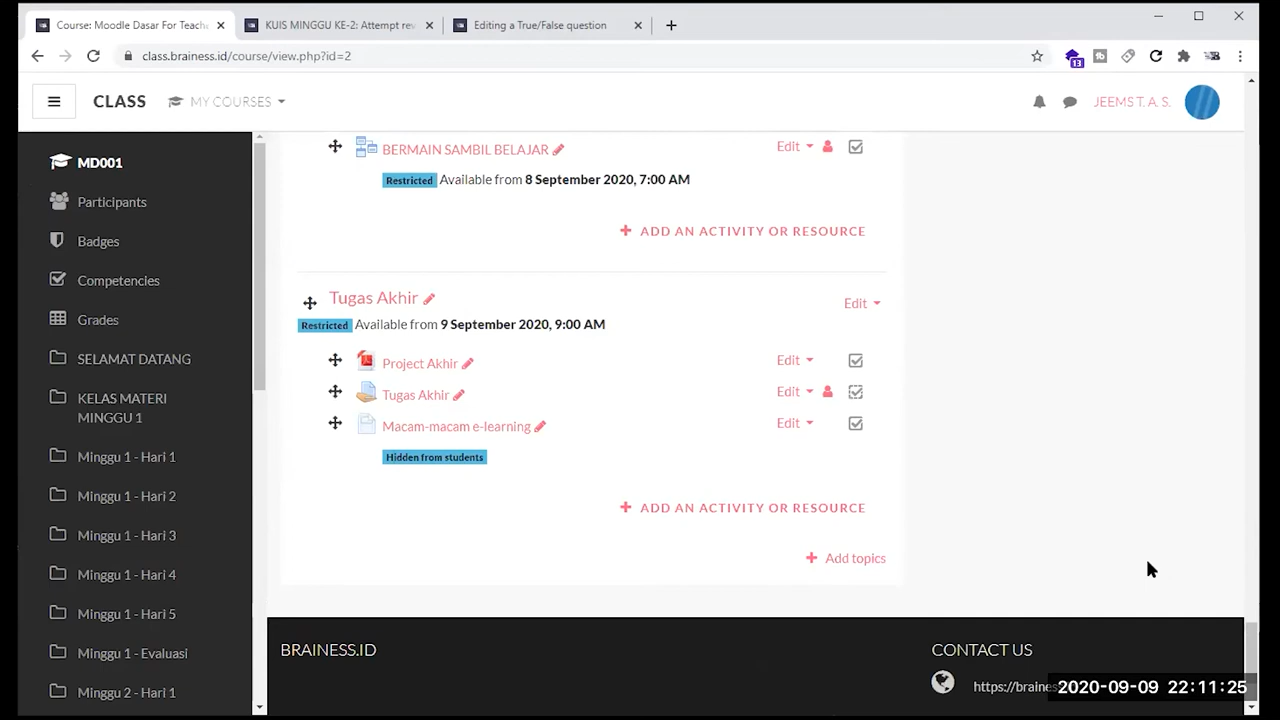 Course: Moodle Dasar For Teache
KUIS MINGGU KE-2: Attempt rev
Editing a True/False question
class.brainess.id/course/view.php?id=2
13
CLASS
MY COURSES
JEEMS T. A. S.
MD001
Participants
Badges
Competencies
Grades
SELAMAT DATANG
KELAS MATERI
MINGGU 1
Minggu 1 - Hari 1
Minggu 1 - Hari 2
Minggu 1 - Hari 3
Minggu 1 - Hari 4
Minggu 1 - Hari 5
Minggu 1 - Evaluasi
Minggu 2 - Hari 1
BERMAIN SAMBIL BELAJAR
Edit
Restricted Available from 8 September 2020, 7:00 AM
ADD AN ACTIVITY OR RESOURCE
Tugas Akhir
Edit
Restricted Available from 9 September 2020, 9:00 AM
Project Akhir
Edit
Tugas Akhir
Edit
Macam-macam e-learning
Edit
Hidden from students
ADD AN ACTIVITY OR RESOURCE
Add topics
BRAINESS.ID
CONTACT US
https://braine
2020-09-09 22:11:25